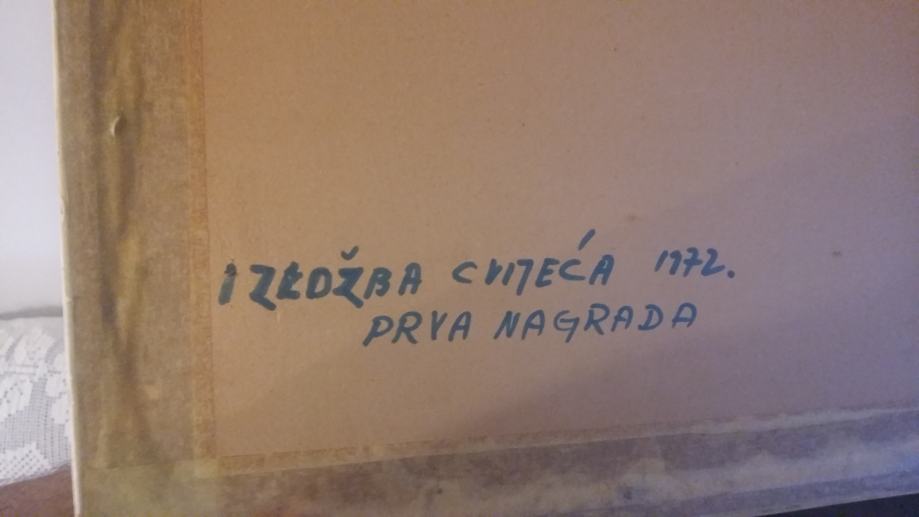 IZLOŽBA CVIJEĆA 1972.
PRVA NAGRADA